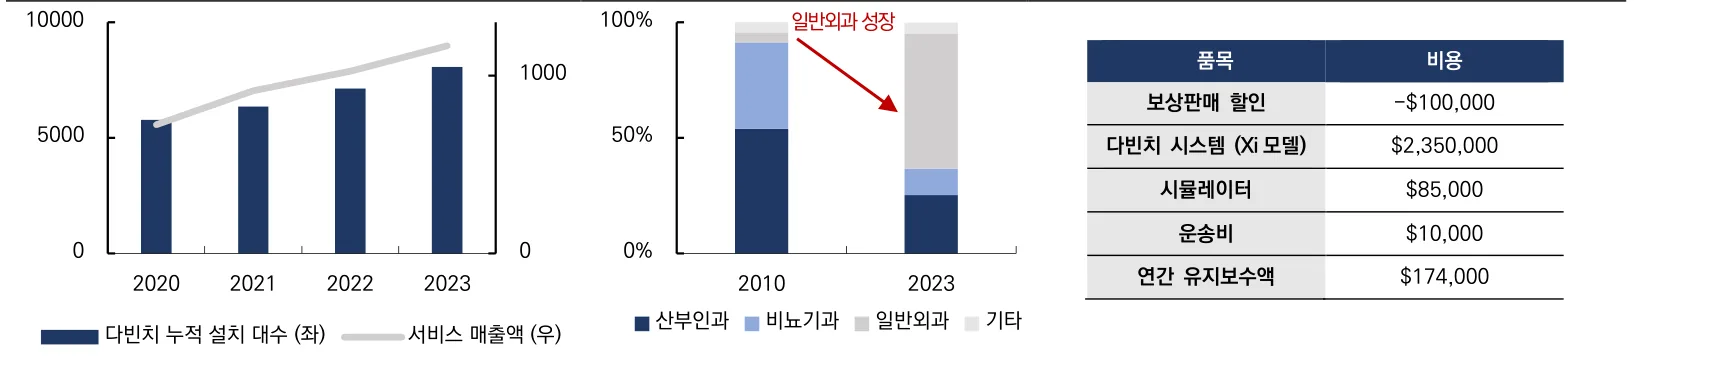 10000
5000
0
1000
0
2020 2021 2022 2023
다빈치 누적 설치 대수 (좌) 서비스 매출액 (우)
100%
50%
0%
일반외과 성장
2010 2023
산부인과 비뇨기과 일반외과 기타
품목 비용
보상판매 할인 -$100,000
다빈치 시스템 (Xi 모델) $2,350,000
시뮬레이터 $85,000
운송비 $10,000
연간 유지보수액 $174,000